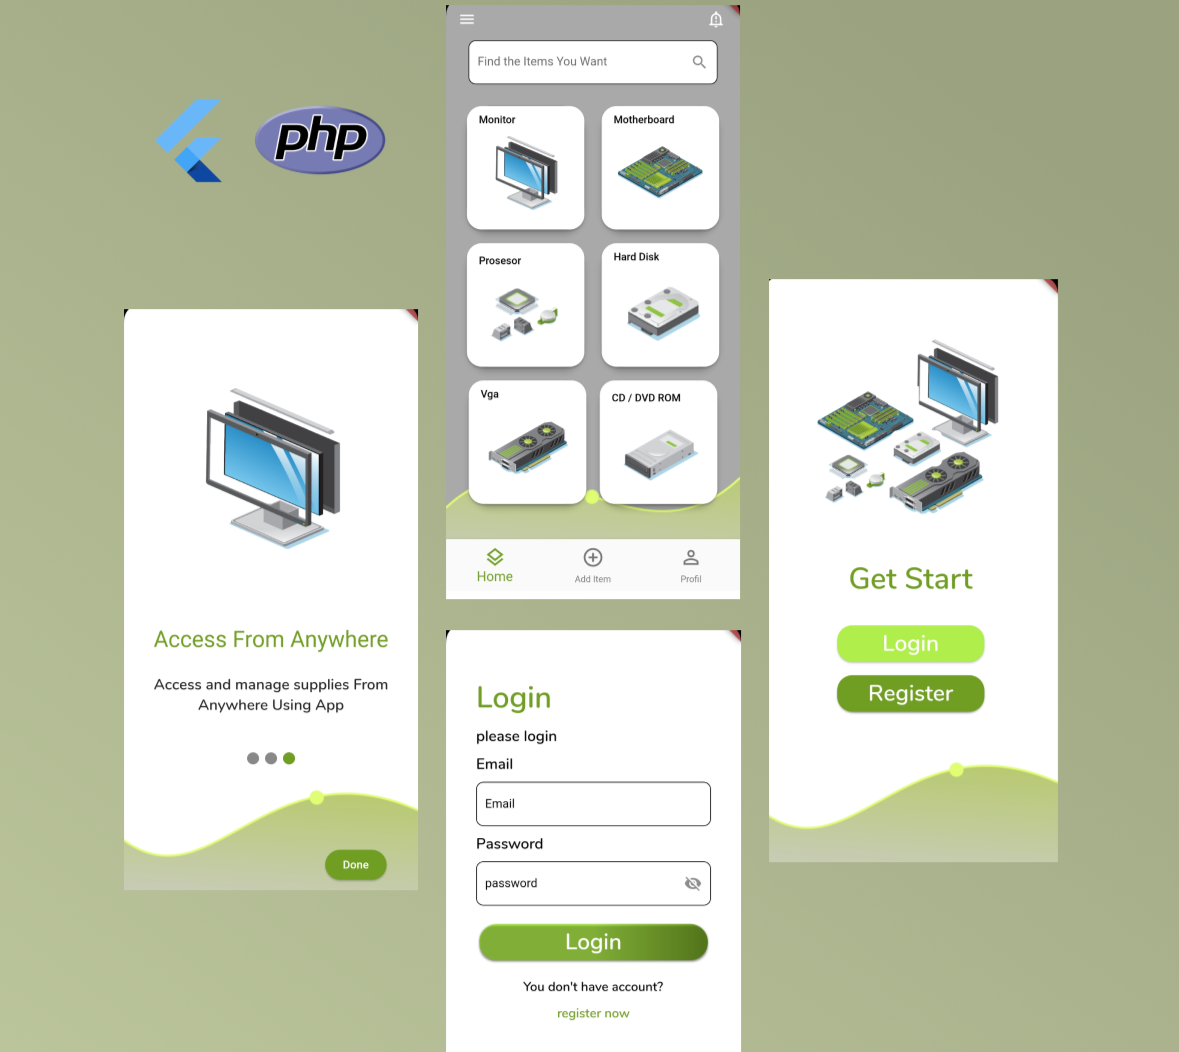 php
Find the Items You Want
Monitor
Motherboard
Prosesor
Hard Disk
Vga
CD / DVD ROM
Home
Add Item
Profil
Access From Anywhere
Access and manage supplies From
Anywhere Using App
Done
Login
please login
Email
Email
Password
password
Login
You don't have account?
register now
Get Start
Login
Register